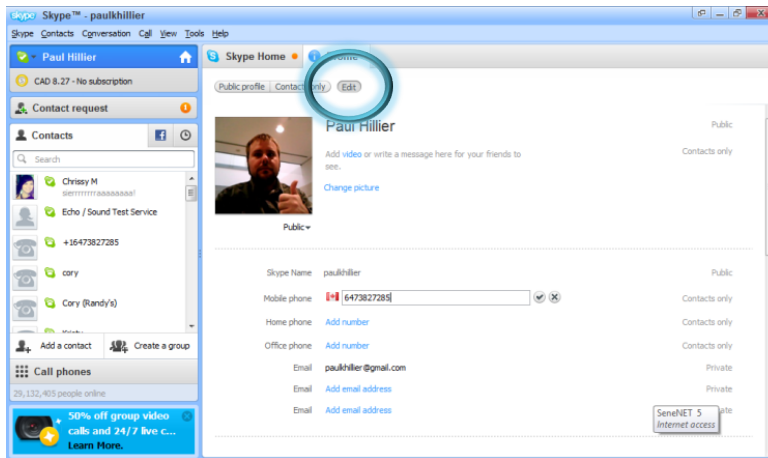 skype Skype™ - paulkhillier
Skype Contacts Conversation Call View Tools Help
Paul Hillier
CAD 8.27 - No subscription
Contact request
Contacts
Search
Chrissy M
Echo / Sound Test Service
+16473827285
cory
Cory (Randy's)
Add a contact Create a group
Call phones
29,132,405 people online
50% off group video
calls and 24/7 live c...
Learn More.
Skype Home
Public profile Contacts only Edit
Paul Hillier Public
Add video or write a message here for your friends to Contacts only
see.
Change picture
Public
Skype Name paulkhillier Public
Mobile phone 6473827285 Contacts only
Home phone Add number Contacts only
Office phone Add number Contacts only
Email paulkhillier@gmail.com Private
Email Add email address Private
Email Add email address
SeneNET 5
Internet access